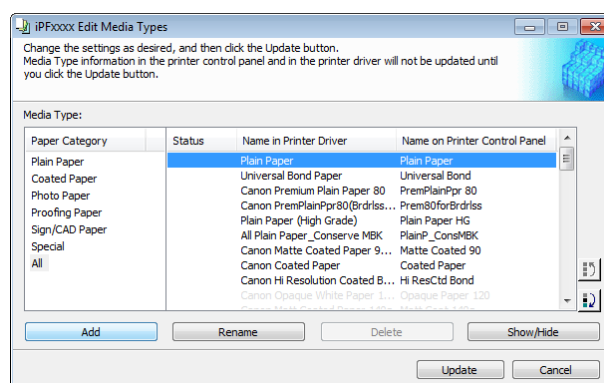 iPFxxxx Edit Media Types
Change the settings as desired, and then click the Update button.
Media Type information in the printer control panel and in the printer driver will not be updated until
you click the Update button.
Media Type:
Paper Category Status Name in Printer Driver Name on Printer Control Panel
Plain Paper
Coated Paper
Photo Paper
Proofing Paper
Sign/CAD Paper
Special
All
Plain Paper Plain Paper
Universal Bond Paper Universal Bond
Canon Premium Plain Paper 80 PremPlainPpr 80
Canon PremPlainPpr80(Brdrlss... Prem80forBrdrlss
Plain Paper (High Grade) Plain Paper HG
All Plain Paper_Conserve MBK PlainP_ConsMBK
Canon Matte Coated Paper 9... Matte Coated 90
Canon Coated Paper Coated Paper
Canon Hi Resolution Coated B... Hi ResCtd Bond
Canon Opaque White Paper 1... Opaque Paper 120
Add Rename Delete Show/Hide
Update Cancel